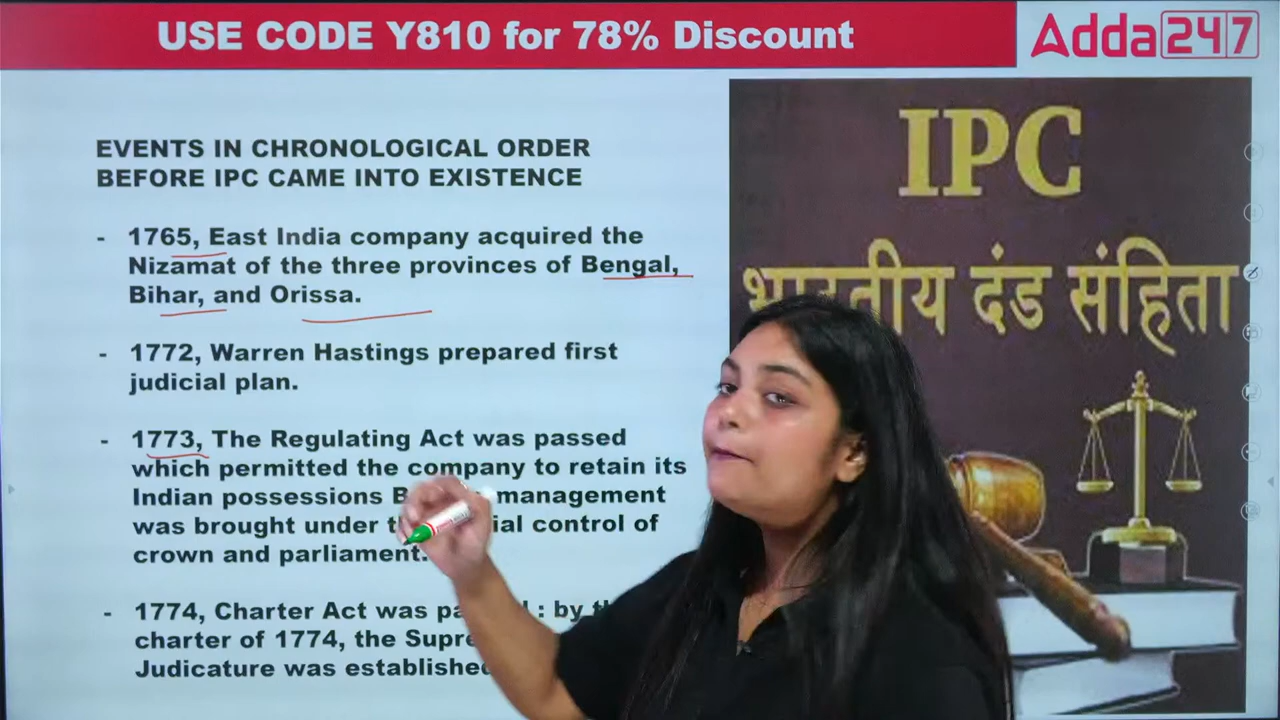 USE CODE Y810 for 78% Discount
Adda247
EVENTS IN CHRONOLOGICAL ORDER
BEFORE IPC CAME INTO EXISTENCE
- 1765, East India company acquired the
Nizamat of the three provinces of Bengal,
Bihar, and Orissa.
- 1772, Warren Hastings prepared first
judicial plan.
- 1773, The Regulating Act was passed
which permitted the company to retain its
Indian possessions management
was brought under control of
crown and parliament.
- 1774, Charter Act was : by
charter of 1774, the
Judicature was established
IPC
भारतीय दंड संहिता